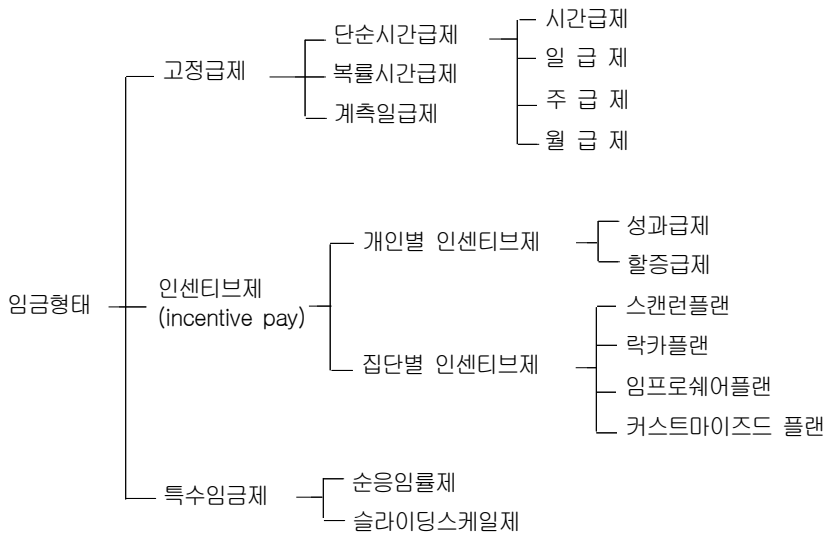 임금형태
고정급제
단순시간급제
시간급제
일 급 제
주 급 제
월 급 제
복률시간급제
계측일급제
인센티브제
(incentive pay)
개인별 인센티브제
성과급제
할증급제
집단별 인센티브제
스캔런플랜
락카플랜
임프로쉐어플랜
커스트마이즈드 플랜
특수임금제
순응임률제
슬라이딩스케일제